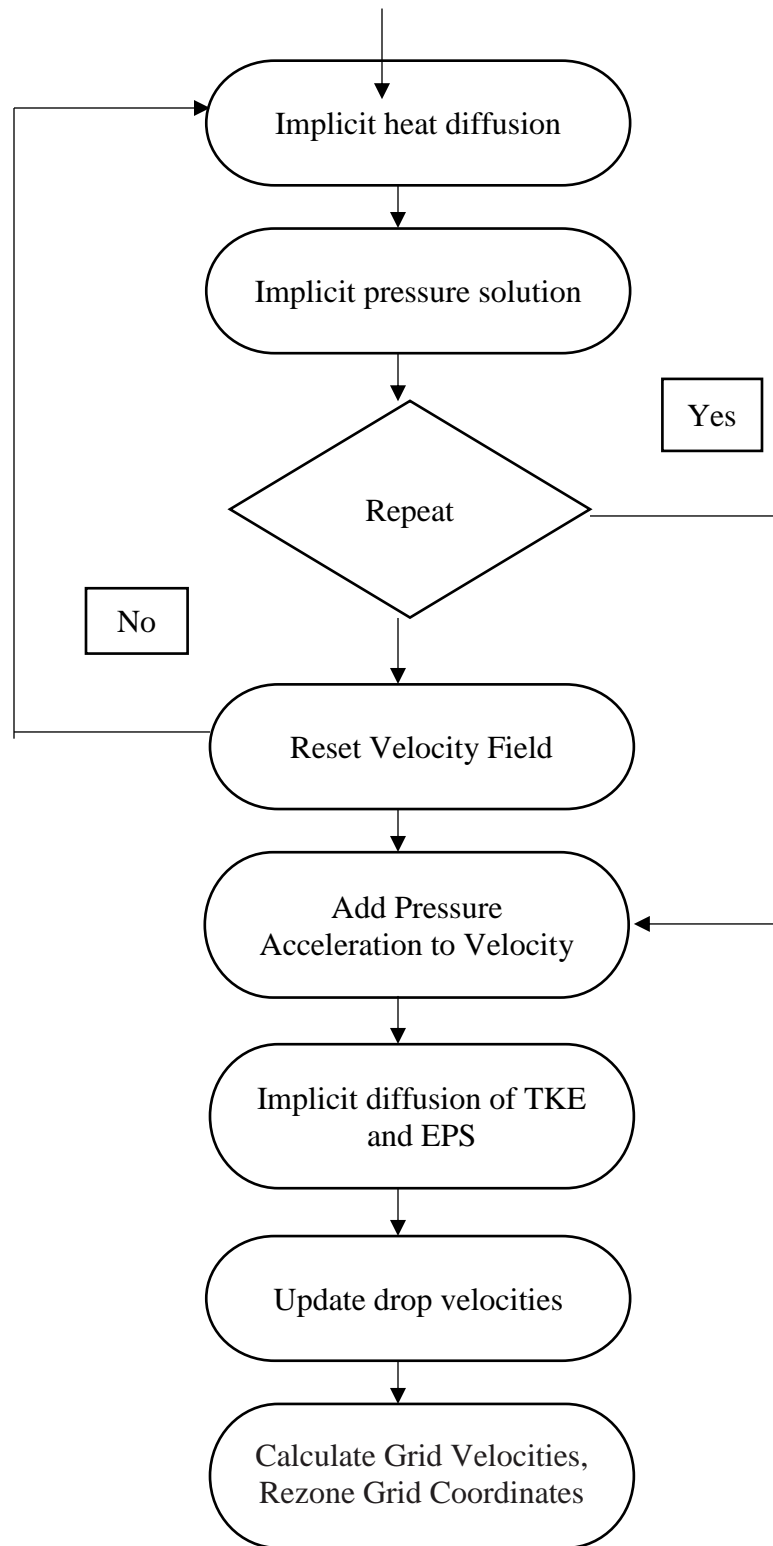 Implicit heat diffusion
Implicit pressure solution
Yes
Repeat
No
Reset Velocity Field
Add Pressure
Acceleration to Velocity
Implicit diffusion of TKE
and EPS
Update drop velocities
Calculate Grid Velocities,
Rezone Grid Coordinates